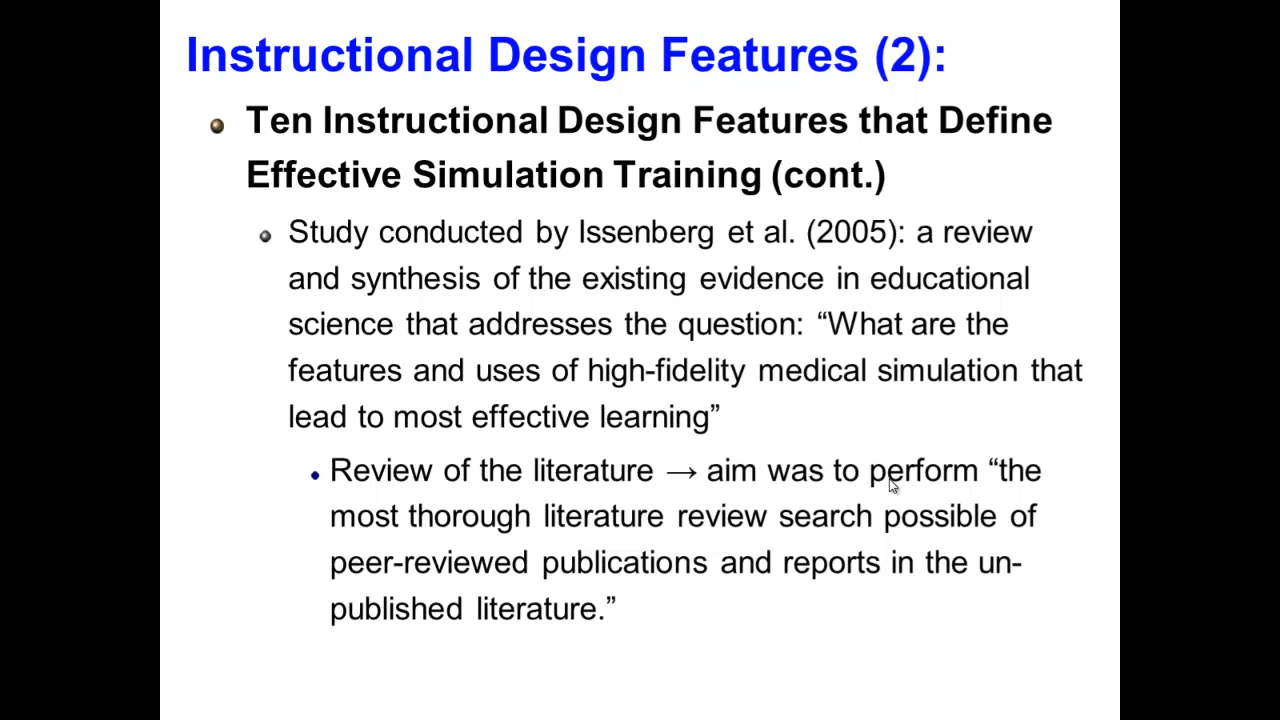 Instructional Design Features (2):
Ten Instructional Design Features that Define
Effective Simulation Training (cont.)
Study conducted by Issenberg et al. (2005): a review
and synthesis of the existing evidence in educational
science that addresses the question: “What are the
features and uses of high-fidelity medical simulation that
lead to most effective learning”
Review of the literature → aim was to perform “the
most thorough literature review search possible of
peer-reviewed publications and reports in the un-
published literature.”